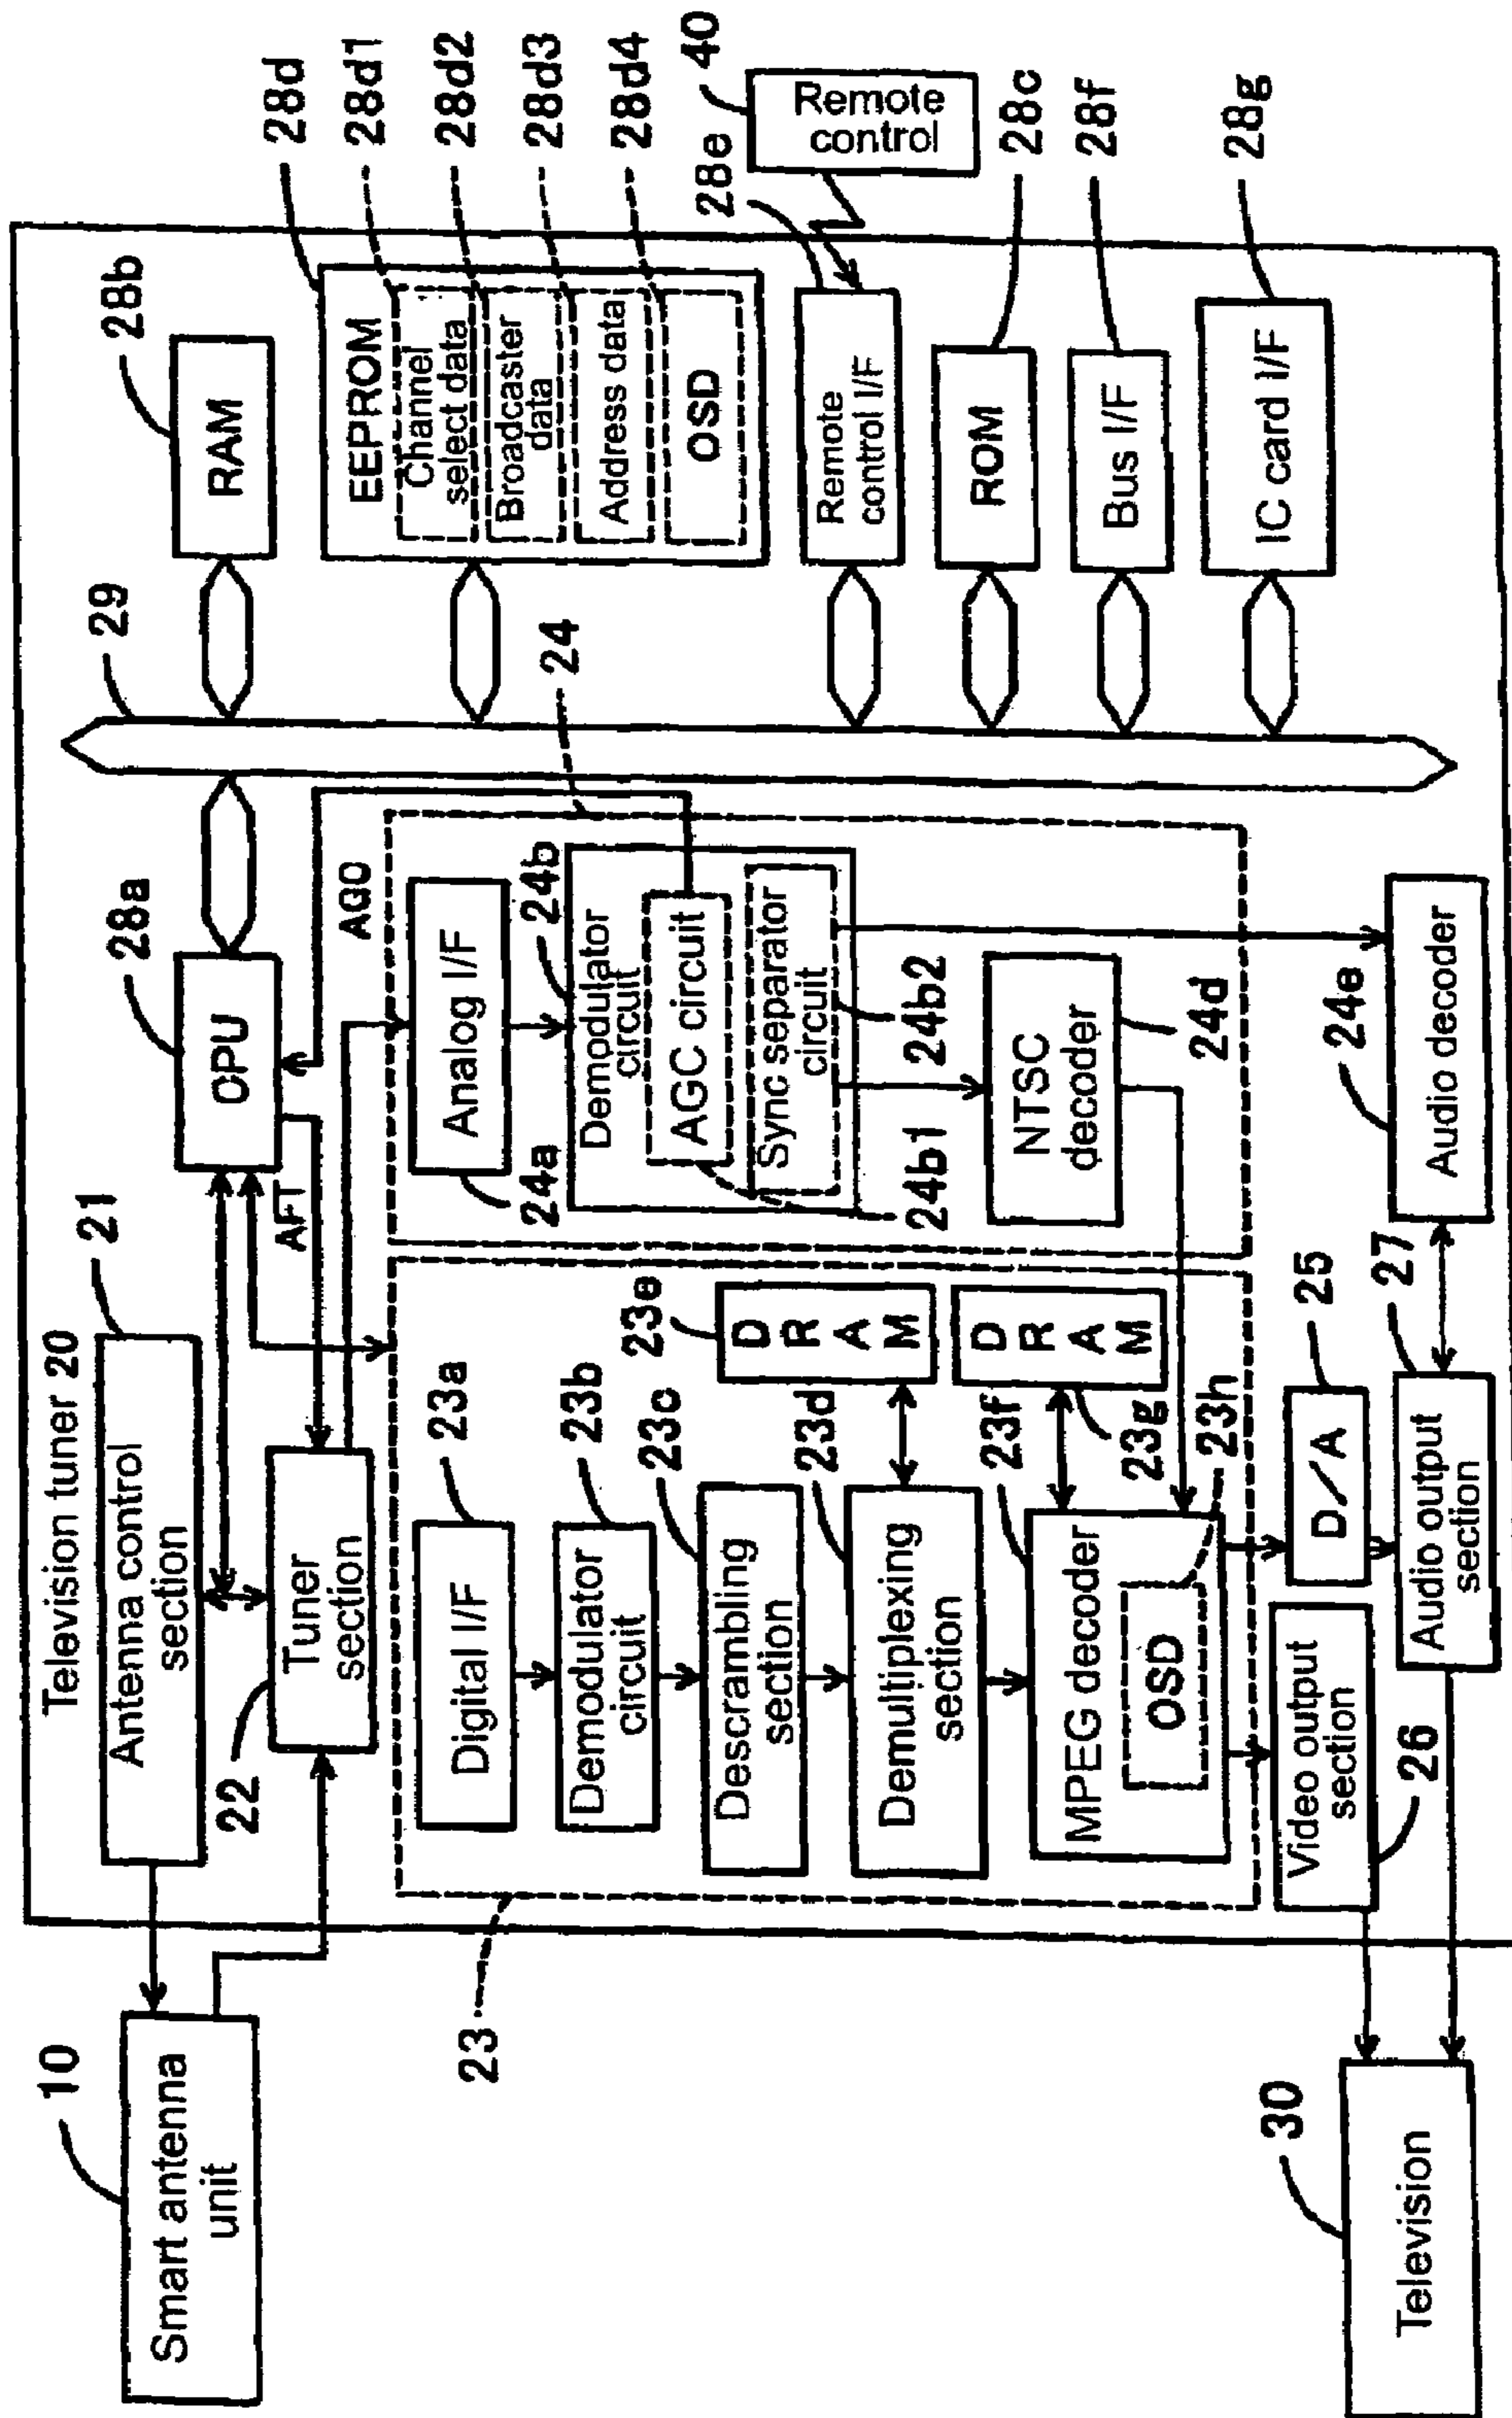 10
Smart antenna
unit
Television tuner 20
21
Antenna control
section
22
Tuner
section
AFT
28a
CPU
AGC
29
28b
RAM
28d
EEPROM
28d1
Channel
select data
28d2
Broadcaster
data
28d3
Address data
28d4
OSD
28e
Remote
control I/F
40
Remote
control
28c
ROM
28f
Bus I/F
28g
IC card I/F
23
23a
Digital I/F
23b
Demodulator
circuit
23c
Descrambling
section
23d
Demultiplexing
section
23e
DRAM
23f
MPEG decoder
23g
DRAM
23h
OSD
24
24a
Analog I/F
24b
Demodulator
circuit
AGC circuit
24b1
Sync separator
circuit
24b2
NTSC
decoder
24d
24e
Audio decoder
25
D/A
26
Video output
section
27
Audio output
section
30
Television